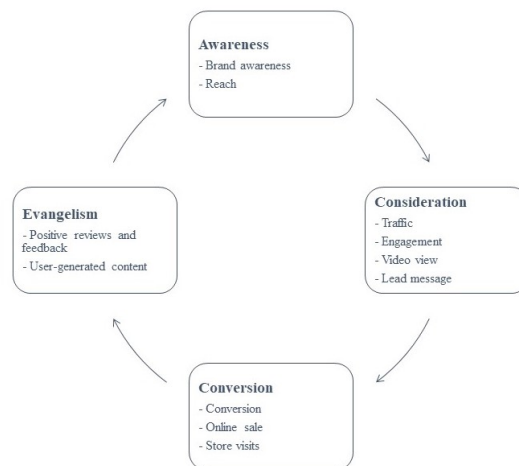 Awareness
- Brand awareness
- Reach
Consideration
- Traffic
- Engagement
- Video view
- Lead message
Conversion
- Conversion
- Online sale
- Store visits
Evangelism
- Positive reviews and
feedback
- User-generated content